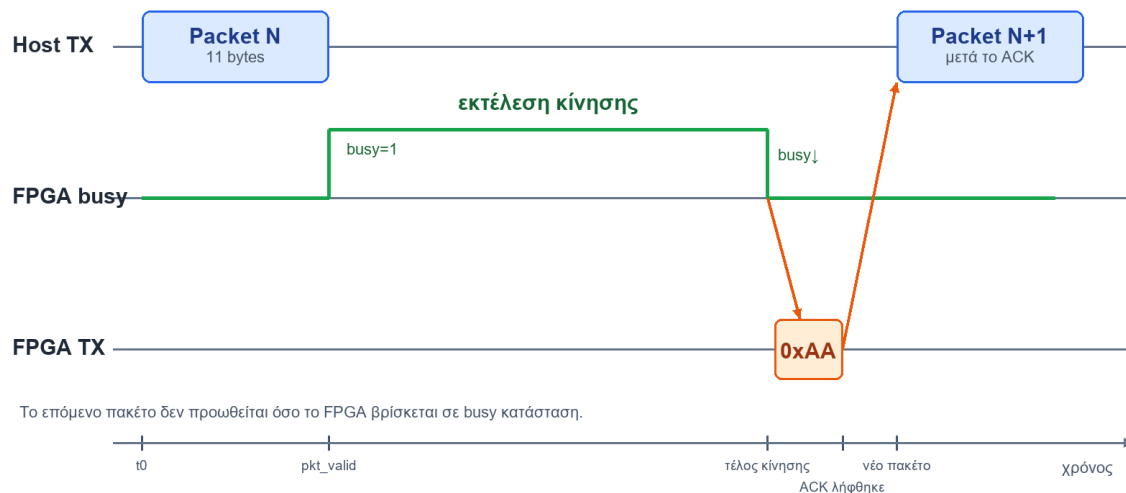 Host TX
Packet N
11 bytes
Packet N+1
μετά το ACK
εκτέλεση κίνησης
busy=1
busy↓
FPGA busy
FPGA TX
0xAA
Το επόμενο πακέτο δεν προωθείται όσο το FPGA βρίσκεται σε busy κατάσταση.
t0
pkt_valid
τέλος κίνησης
νέο πακέτο
χρόνος
ACK λήφθηκε